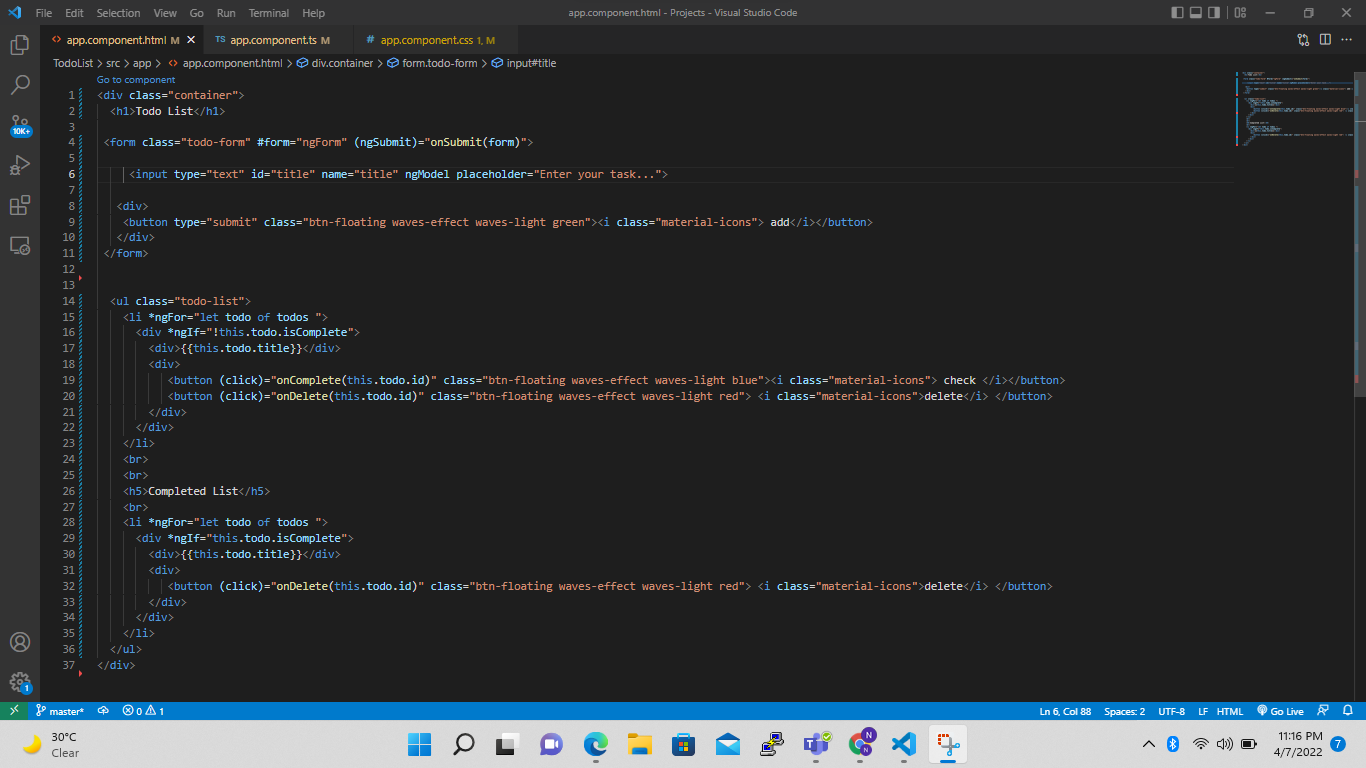 File Edit Selection View Go Run Terminal Help app.component.html - Projects - Visual Studio Code
app.component.html M TS app.component.ts M # app.component.css 1, M
TodoList > src > app > <> app.component.html > div.container > form.todo-form > input#title
Go to component
1 <div class="container">
2 <h1>Todo List</h1>
3
4 <form class="todo-form" #form="ngForm" (ngSubmit)="onSubmit(form)">
5
6 <input type="text" id="title" name="title" ngModel placeholder="Enter your task...">
7
8 <div>
9 <button type="submit" class="btn-floating waves-effect waves-light green"><i class="material-icons"> add</i></button>
10 </div>
11 </form>
12
13
14 <ul class="todo-list">
15 <li *ngFor="let todo of todos ">
16 <div *ngIf="!this.todo.isComplete">
17 <div>{{this.todo.title}}</div>
18 <div>
19 <button (click)="onComplete(this.todo.id)" class="btn-floating waves-effect waves-light blue"><i class="material-icons"> check </i></button>
20 <button (click)="onDelete(this.todo.id)" class="btn-floating waves-effect waves-light red"> <i class="material-icons">delete</i> </button>
21 </div>
22 </div>
23 </li>
24 <br>
25 <br>
26 <h5>Completed List</h5>
27 <br>
28 <li *ngFor="let todo of todos ">
29 <div *ngIf="this.todo.isComplete">
30 <div>{{this.todo.title}}</div>
31 <div>
32 <button (click)="onDelete(this.todo.id)" class="btn-floating waves-effect waves-light red"> <i class="material-icons">delete</i> </button>
33 </div>
34 </div>
35 </li>
36 </ul>
37 </div>
10K+
1
master* 0 1 Ln 6, Col 88 Spaces: 2 UTF-8 LF HTML Go Live
30°C
Clear
N
N
11:16 PM
4/7/2022
7